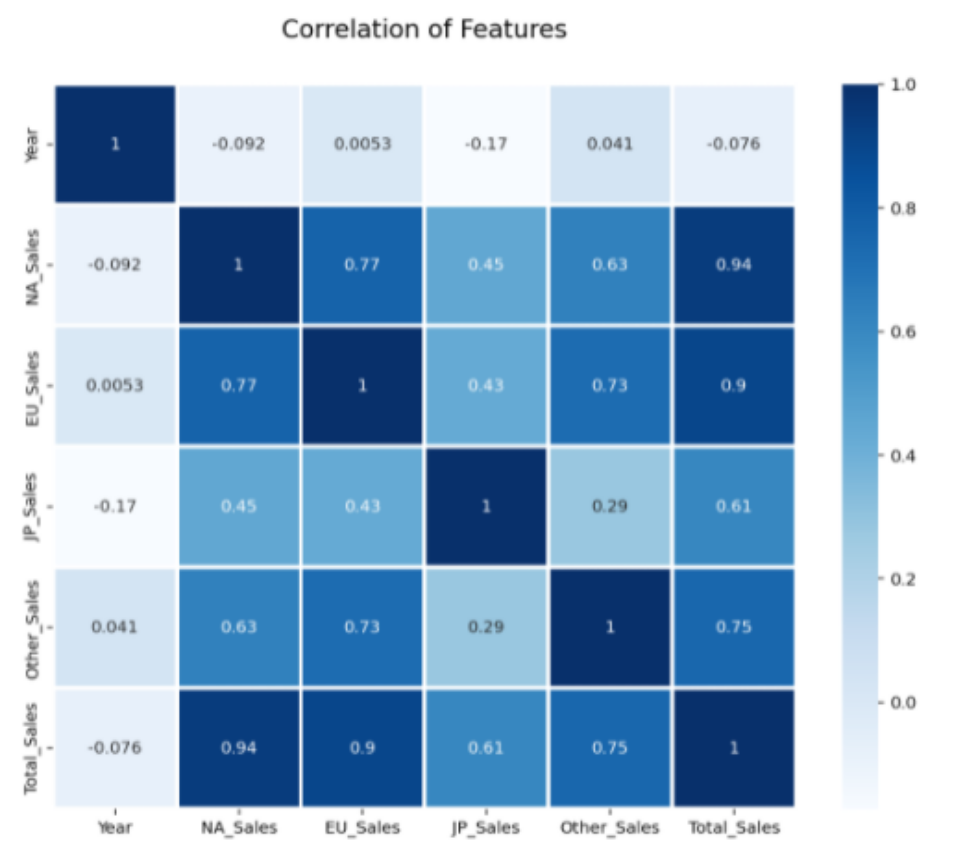 Correlation of Features
1.0
Year 1 -0.092 0.0053 -0.17 0.041 -0.076
0.8
NA_Sales -0.092 1 0.77 0.45 0.63 0.94
0.6
EU_Sales 0.0053 0.77 1 0.43 0.73 0.9
0.4
JP_Sales -0.17 0.45 0.43 1 0.29 0.61
0.2
Other_Sales 0.041 0.63 0.73 0.29 1 0.75
0.0
Total_Sales -0.076 0.94 0.9 0.61 0.75 1
Year NA_Sales EU_Sales JP_Sales Other_Sales Total_Sales